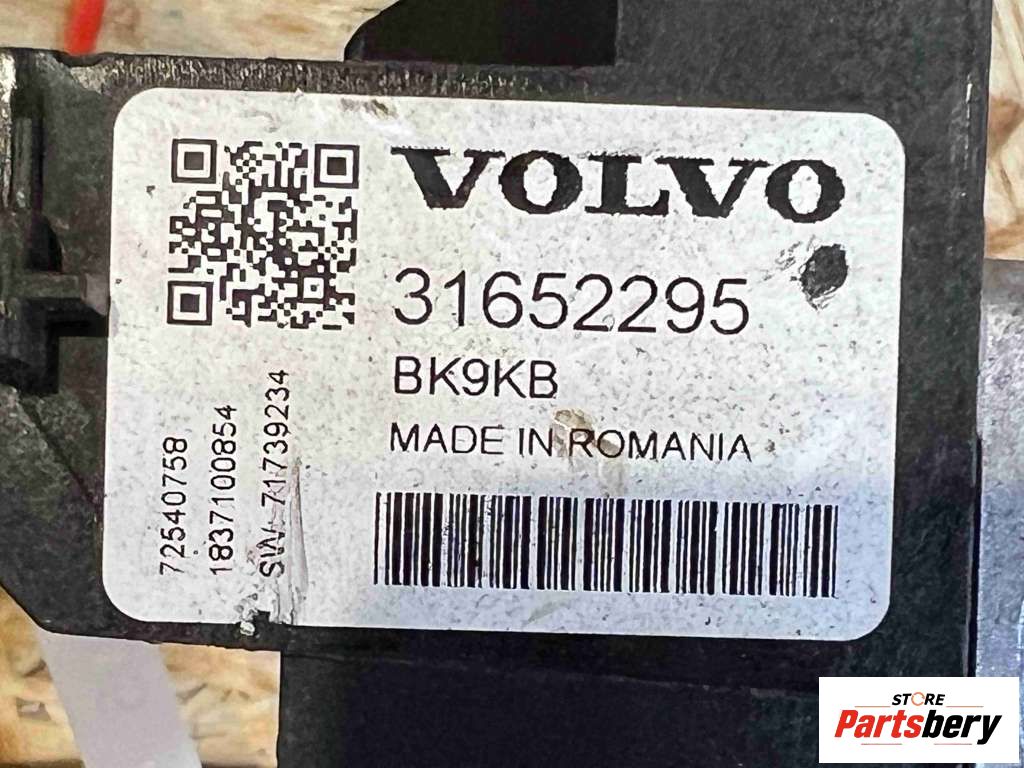 VOLVO
31652295
BK9KB
MADE IN ROMANIA
72540758
1837100854
SW: 71739234
STORE
Partsbery